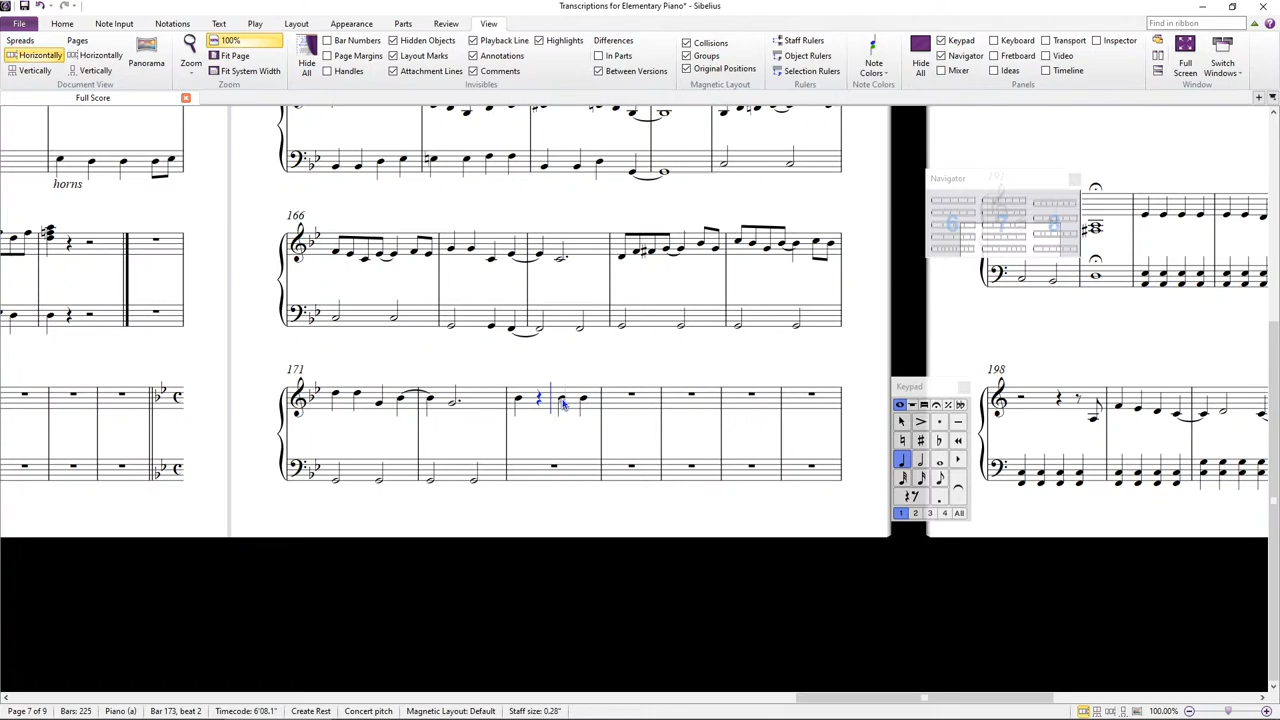 Transcriptions for Elementary Piano* - Sibelius
File Home Note Input Notations Text Play Layout Appearance Parts Review View Find in ribbon
Spreads Pages 100% Bar Numbers Hidden Objects Playback Line Highlights Differences Collisions Staff Rulers Keypad Keyboard Transport Inspector
Horizontally Horizontally Fit Page Page Margins Layout Marks Annotations In Parts Groups Object Rulers Navigator Fretboard Video
Vertically Vertically Panorama Zoom Fit System Width Hide All Handles Attachment Lines Comments Between Versions Original Positions Note Colors Selection Rulers Hide All Mixer Ideas Timeline Full Screen Switch Windows
Document View Zoom Invisibles Magnetic Layout Rulers Panels Window
Full Score
horns
Navigator
191
6 7 8
166
171
198
Keypad
1 2 3 4 All
Page 7 of 9 Bars: 225 Piano (a) Bar 173, beat 2 Timecode: 6'08.1" Create Rest Concert pitch Magnetic Layout: Default Staff size: 0.28" 100.00%